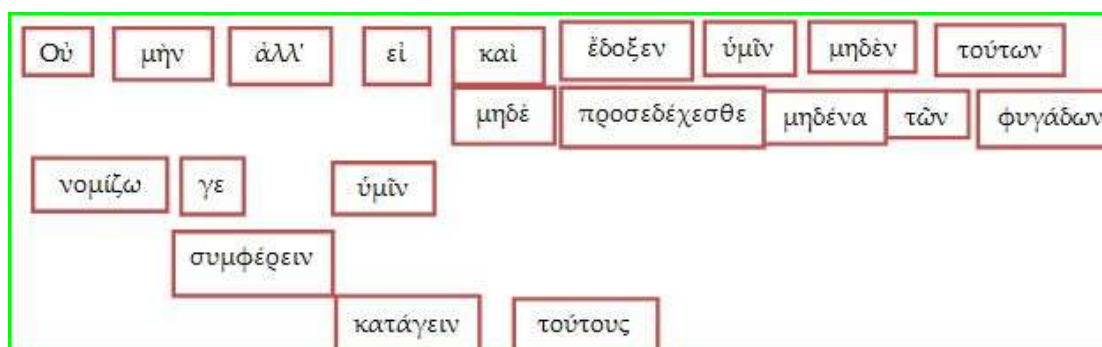 Οὐ μὴν ἀλλ' εἰ καὶ ἔδοξεν ὑμῖν μηδὲν τούτων
μηδὲ προσεδέχεσθε μηδένα τῶν φυγάδων
νομίζω γε ὑμῖν
συμφέρειν
κατάγειν τούτους